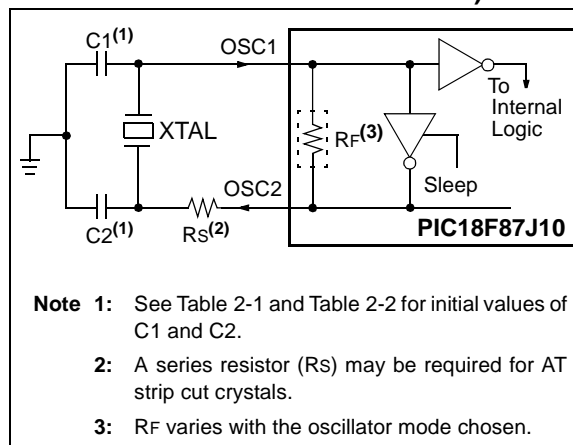 C1(1)
OSC1
To
Internal
Logic
XTAL
RF(3)
Sleep
OSC2
C2(1)
RS(2)
PIC18F87J10
Note 1: See Table 2-1 and Table 2-2 for initial values of
C1 and C2.
2: A series resistor (RS) may be required for AT
strip cut crystals.
3: RF varies with the oscillator mode chosen.